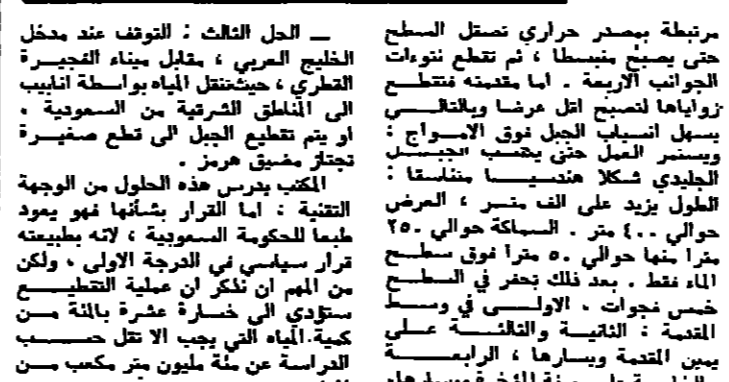 مرتبطة بمصدر حراري تصقل السطح
حتى يصبح منبسطا ، ثم تقطع نتوءات
الجوانب الاربعة . اما مقدمته فتقطع
زواياها لتصبح اقل عرضا وبالتالي
يسهل انسياب الجبل فوق الامواج :
ويستمر العمل حتى يكتسب الجبل
الجليدي شكلا هندسيا متناسقا :
الطول يزيد على الف متر ، العرض
حوالي ٤٠٠ متر . السماكة حوالي ٢٥٠
مترا منها حوالي ٥٠ مترا فوق سطح
الماء فقط . بعد ذلك تحفر في السطح
خمس فجوات . الاولى في وسط
المقدمة : الثانية والثالثة على
يمين المقدمة ويسارها ، الرابعة
ـ الحل الثالث : التوقف عند مدخل
الخليج العربي ، مقابل ميناء الفجيرة
القطري ، حيث تنقل المياه بواسطة انابيب
الى المناطق الشرقية من السعودية .
او يتم تقطيع الجبل الى قطع صغيرة
تجتاز مضيق هرمز .
المكتب يدرس هذه الحلول من الوجهة
التقنية : اما القرار بشأنها فهو يعود
طبعا للحكومة السعودية ، لانه بطبيعته
قرار سياسي في الدرجة الاولى . ولكن
من المهم ان نذكر ان عملية التقطيع
ستؤدي الى خسارة عشرة بالمئة من
كمية المياه التي يجب الا تقل حسب
الدراسة عن مئة مليون متر مكعب من